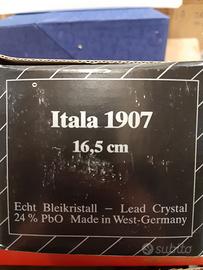 Itala 1907
16,5 cm
Echt Bleikristall – Lead Crystal
24 % PbO Made in West-Germany
subito